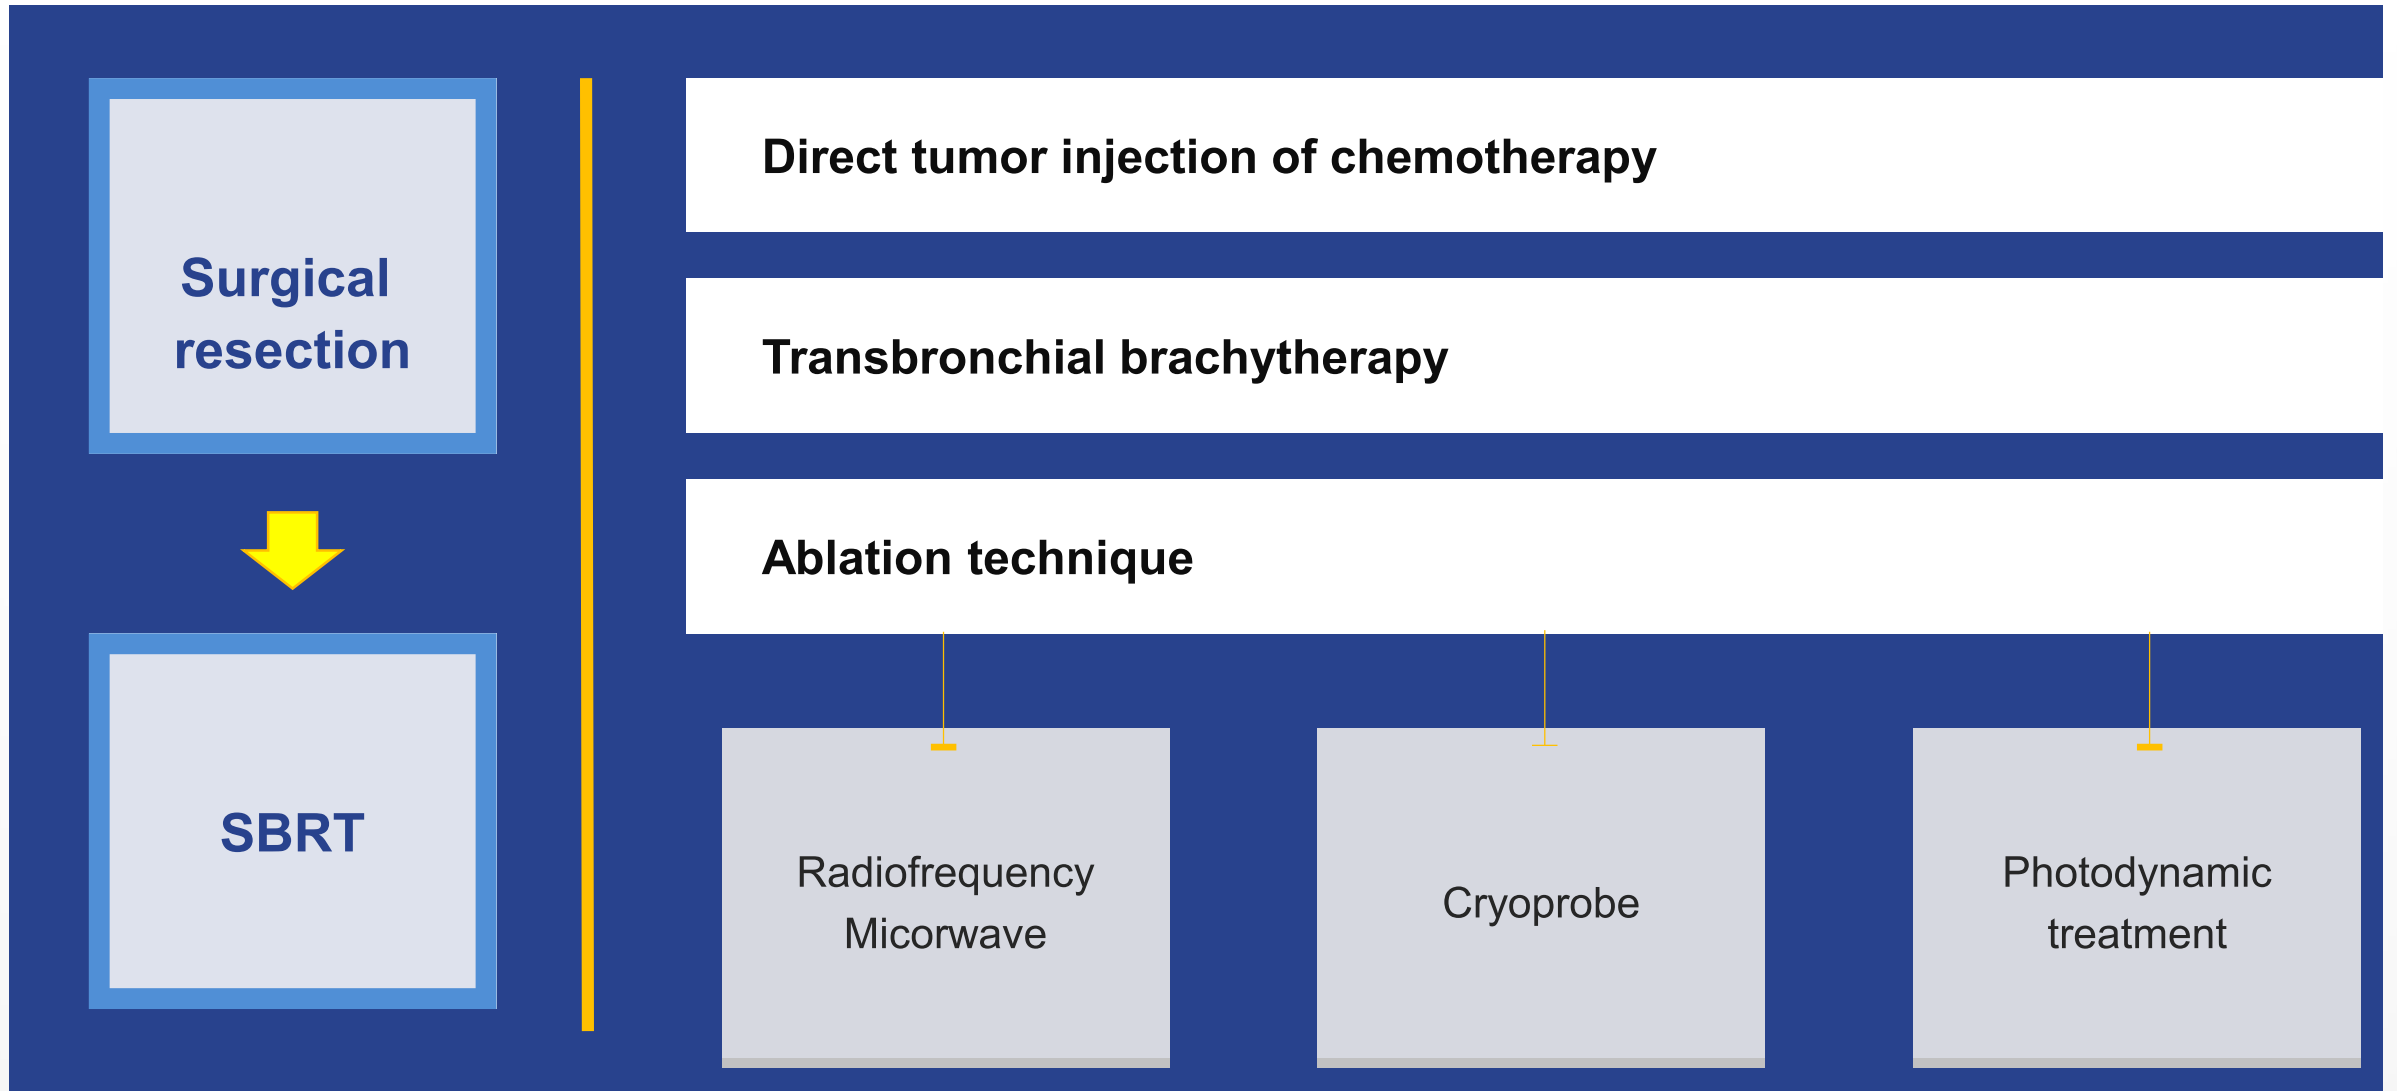 Surgical
resection
SBRT
Direct tumor injection of chemotherapy
Transbronchial brachytherapy
Ablation technique
Radiofrequency
Micorwave
Cryoprobe
Photodynamic
treatment